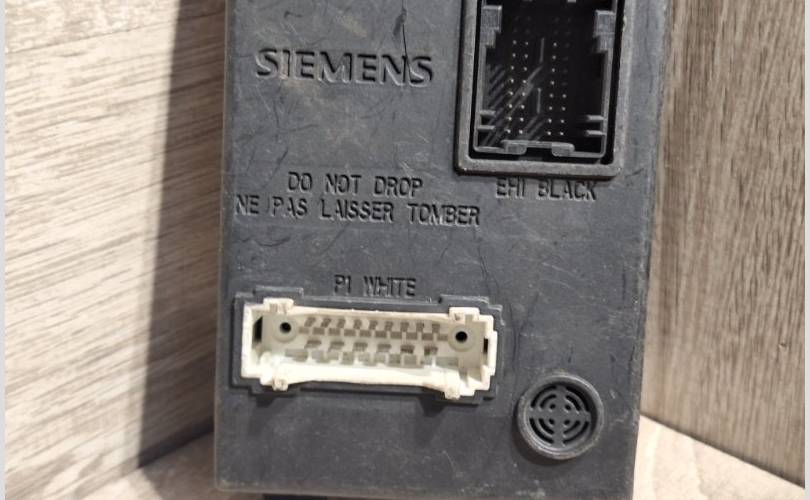 SIEMENS
DO NOT DROP
NE PAS LAISSER TOMBER
EH1 BLACK
P1 WHITE